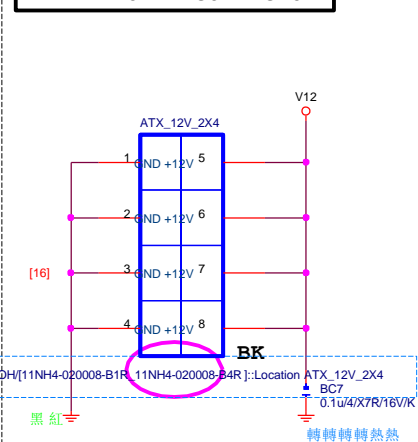 V12
ATX_12V_2X4
1 GND +12V 5
2 GND +12V 6
[16] 3 GND +12V 7
4 GND +12V 8
BK
DH/[11NH4-020008-B1R_11NH4-020008-B4R ]::Location ATX_12V_2X4
BC7
0.1u/4/X7R/16V/K
黑 紅
轉轉轉轉熱熱